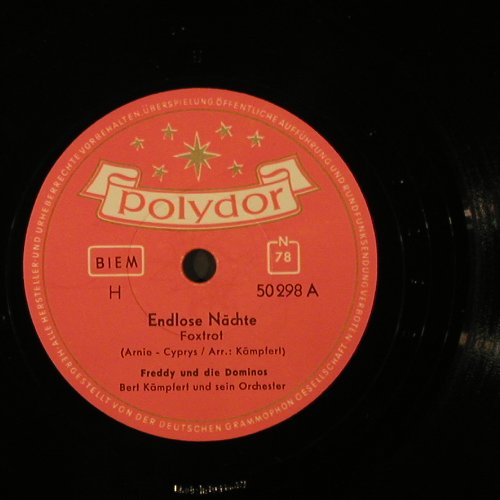 ALLE HERSTELLER- UND URHEBERRECHTE VORBEHALTEN. ÜBERSPIELUNG, ÖFFENTLICHE AUFFÜHRUNG UND RUNDFUNKSENDUNG VERBOTEN
Polydor
BIEM
N
78
H
50298 A
Endlose Nächte
Foxtrot
(Arnie - Cyprys / Arr.: Kämpfert)
Freddy und die Dominos
Bert Kämpfert und sein Orchester
HERGESTELLT VON DER DEUTSCHEN GRAMMOPHON GESELLSCHAFT